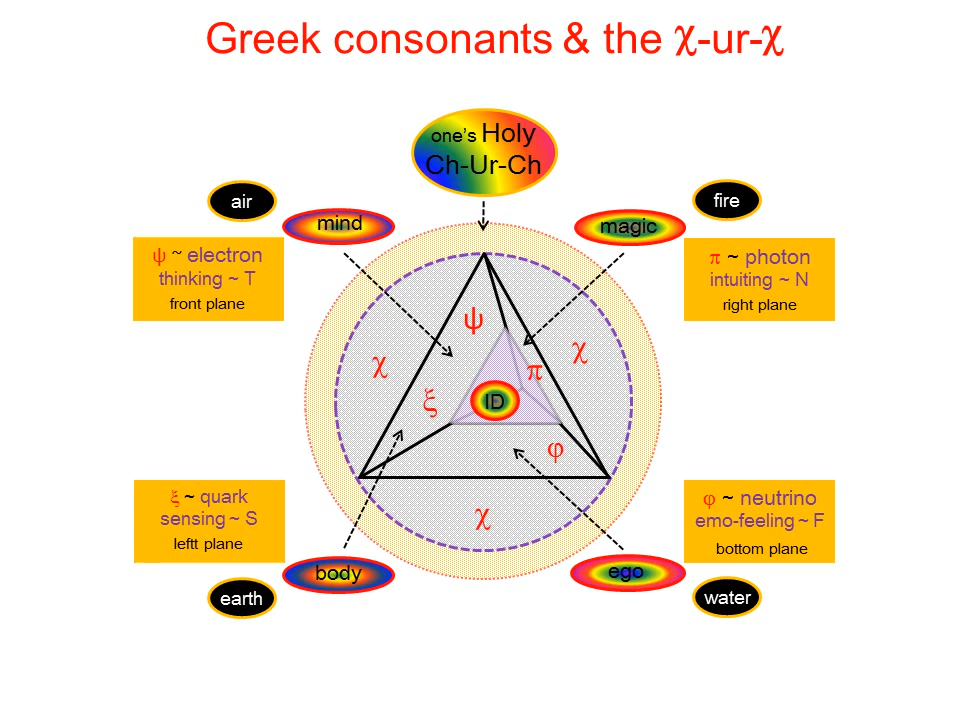 Greek consonants & the χ-ur-χ
one's Holy
Ch-Ur-Ch
air
mind
ψ ~ electron
thinking ~ T
front plane
fire
magic
π ~ photon
intuiting ~ N
right plane
ψ
χ
χ
π
ξ
ID
φ
χ
ξ ~ quark
sensing ~ S
leftt plane
body
earth
φ ~ neutrino
emo-feeling ~ F
bottom plane
ego
water